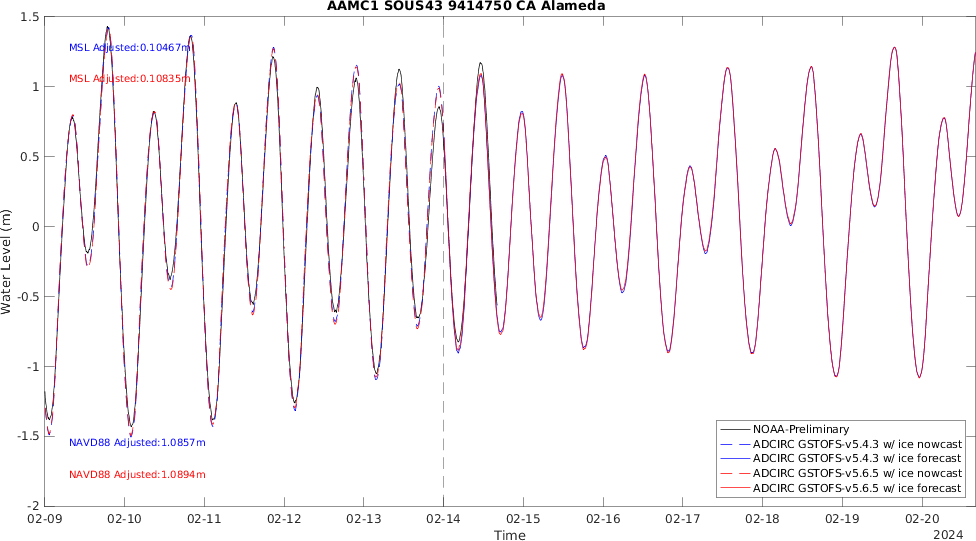 AAMC1 SOUS43 9414750 CA Alameda
1.5
1
0.5
0
-0.5
-1
-1.5
-2
Water Level (m)
MSL Adjusted:0.10467m
MSL Adjusted:0.10835m
NAVD88 Adjusted:1.0857
NAVD88 Adjusted:1.0894
NOAA-Preliminary
ADCIRC GSTOFS-v5.4.3 w/ ice nowcast
ADCIRC GSTOFS-v5.4.3 w/ ice forecast
ADCIRC GSTOFS-v5.6.5 w/ ice nowcast
ADCIRC GSTOFS-v5.6.5 w/ ice forecast
02-09 02-10 02-11 02-12 02-13 02-14 02-15 02-16 02-17 02-18 02-19 02-20
Time
2024